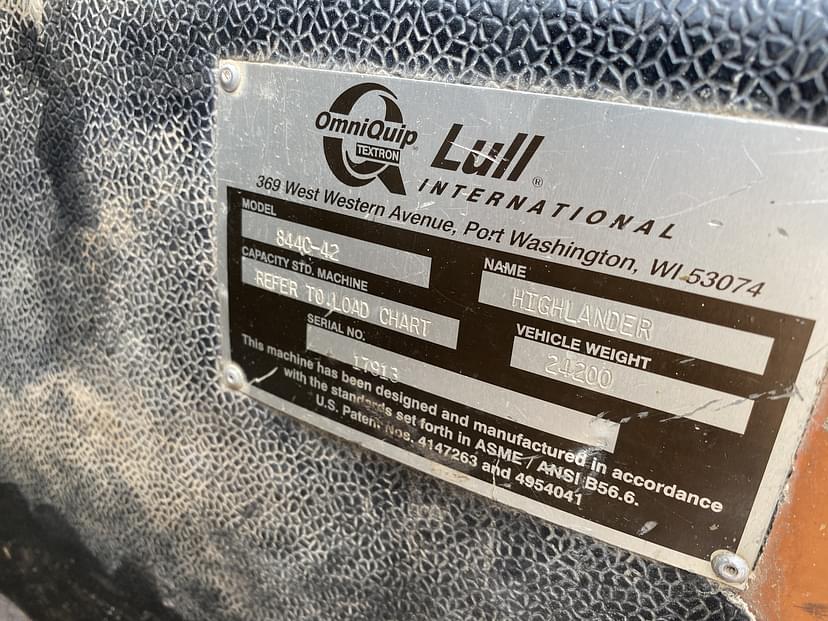 OmniQuip
TEXTRON
Lull®
INTERNATIONAL
369 West Western Avenue, Port Washington, WI 53074
MODEL
844C-42
NAME
HIGHLANDER
CAPACITY STD. MACHINE
REFER TO LOAD CHART
VEHICLE WEIGHT
24200
SERIAL NO.
17913
This machine has been designed and manufactured in accordance
with the standards set forth in ASME / ANSI B56.6.
U.S. Patent Nos. 4147263 and 4954041